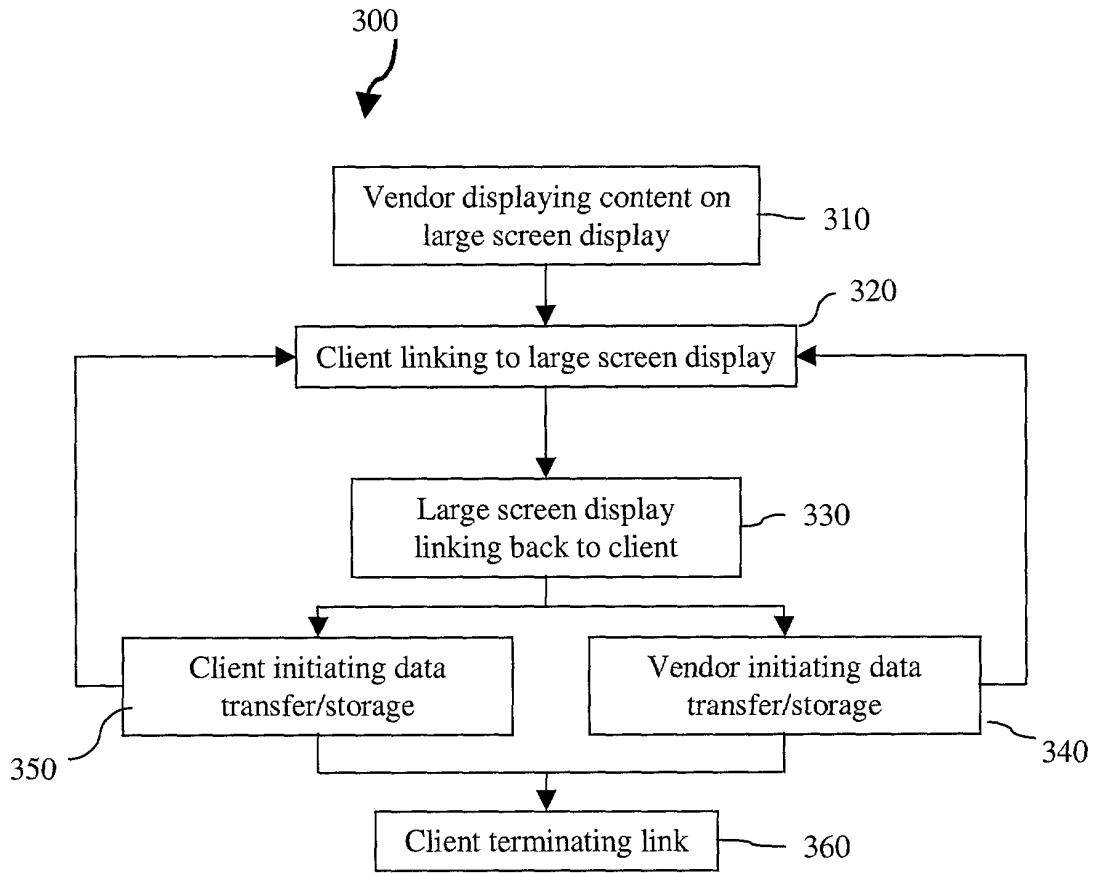 300
Vendor displaying content on
large screen display
310
320
Client linking to large screen display
Large screen display
linking back to client
330
Client initiating data
transfer/storage
350
Vendor initiating data
transfer/storage
340
Client terminating link
360